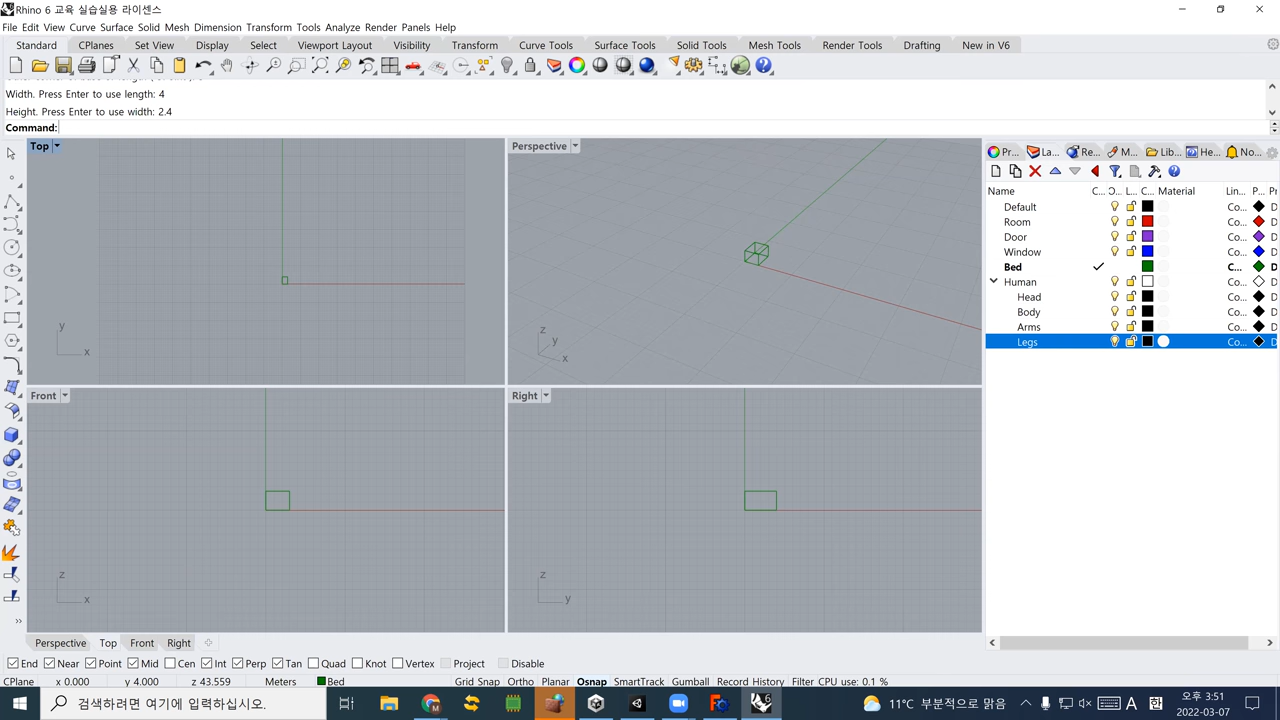 Rhino 6 교육 실습실용 라이센스
File Edit View Curve Surface Solid Mesh Dimension Transform Tools Analyze Render Panels Help
Standard CPlanes Set View Display Select Viewport Layout Visibility Transform Curve Tools Surface Tools Solid Tools Mesh Tools Render Tools Drafting New in V6
Width. Press Enter to use length: 4
Height. Press Enter to use width: 2.4
Command:
Top
Perspective
Pr... La... Re... M... Lib... He... No...
Name C... L... C... Material Lin... P... Pr
Default Co... D
Room Co... D
Door Co... D
Window Co... D
Bed C... D
Human Co... D
Head Co... D
Body Co... D
Arms Co... D
Legs Co... D
y
x
z
y
x
Front
Right
z
x
z
y
Perspective Top Front Right
End Near Point Mid Cen Int Perp Tan Quad Knot Vertex Project Disable
CPlane x 0.000 y 4.000 z 43.559 Meters Bed Grid Snap Ortho Planar Osnap SmartTrack Gumball Record History Filter CPU use: 0.1 %
검색하려면 여기에 입력하십시오.
11°C 부분적으로 맑음
A 한
오후 3:51
2022-03-07